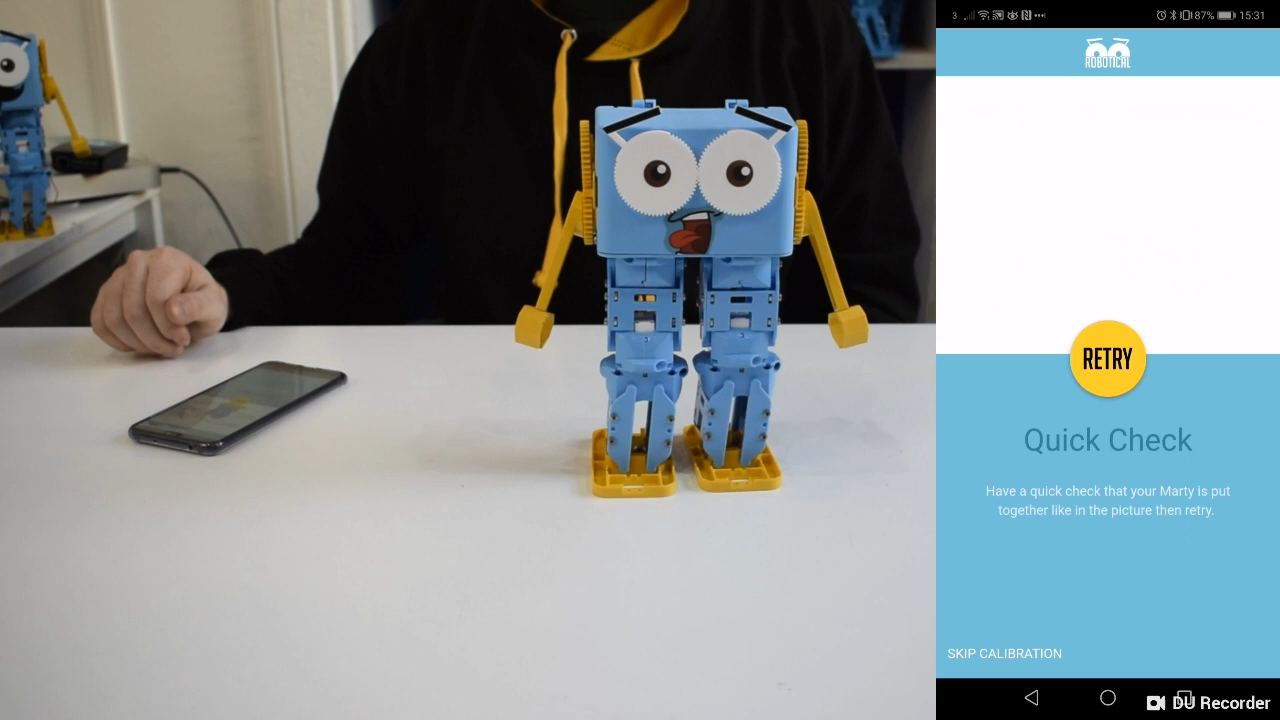 3 87% 15:31
ROBOTICAL
RETRY
Quick Check
Have a quick check that your Marty is put
together like in the picture then retry.
SKIP CALIBRATION
DU Recorder